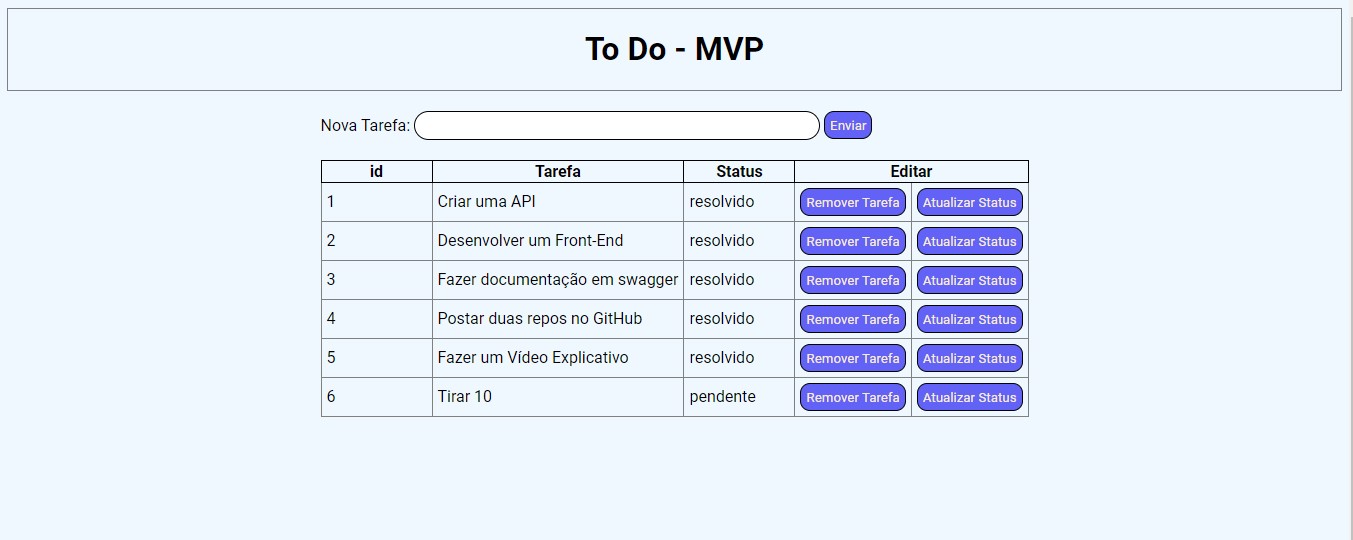 To Do - MVP
Nova Tarefa: Enviar
id Tarefa Status Editar
1 Criar uma API resolvido Remover Tarefa Atualizar Status
2 Desenvolver um Front-End resolvido Remover Tarefa Atualizar Status
3 Fazer documentação em swagger resolvido Remover Tarefa Atualizar Status
4 Postar duas repos no GitHub resolvido Remover Tarefa Atualizar Status
5 Fazer um Vídeo Explicativo resolvido Remover Tarefa Atualizar Status
6 Tirar 10 pendente Remover Tarefa Atualizar Status